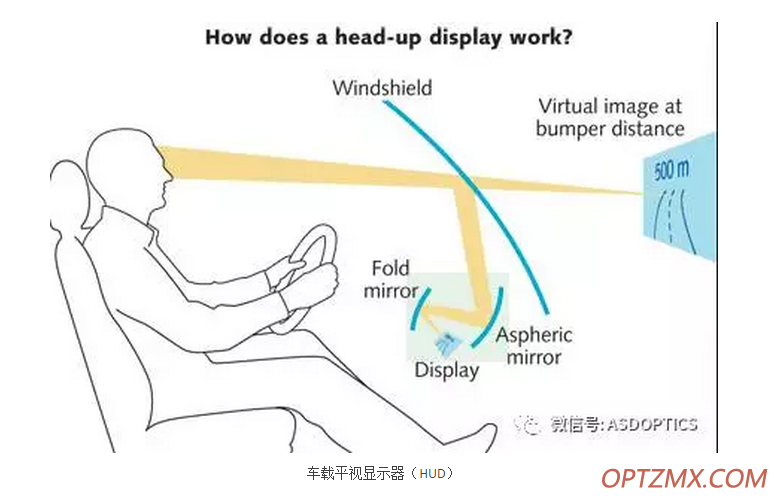 How does a head-up display work?
Windshield
Virtual image at
bumper distance
500 m
Fold
mirror
Aspheric
mirror
Display
微信号:ASDOPTICS
车载平视显示器（HUD）
OPTZMX.COM